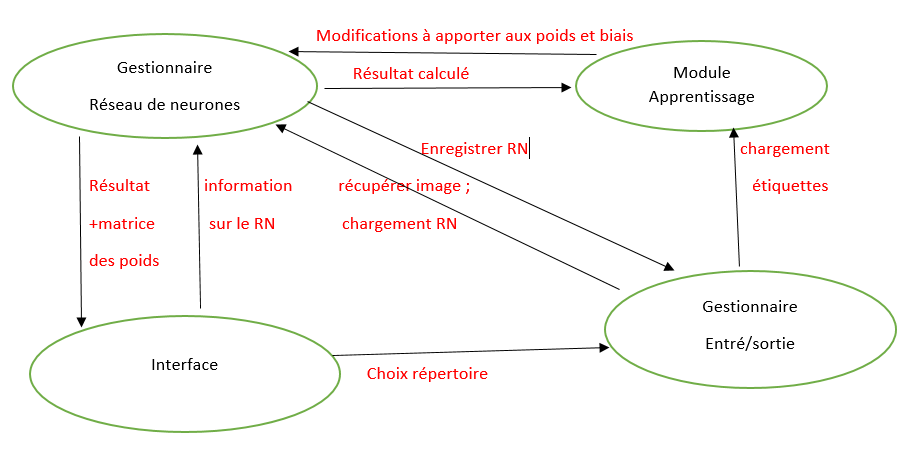 Modifications à apporter aux poids et biais
Gestionnaire
Réseau de neurones
Résultat calculé
Module
Apprentissage
Enregistrer RN
chargement
étiquettes
Résultat
+matrice
des poids
information
sur le RN
récupérer image ;
chargement RN
Gestionnaire
Entré/sortie
Interface
Choix répertoire